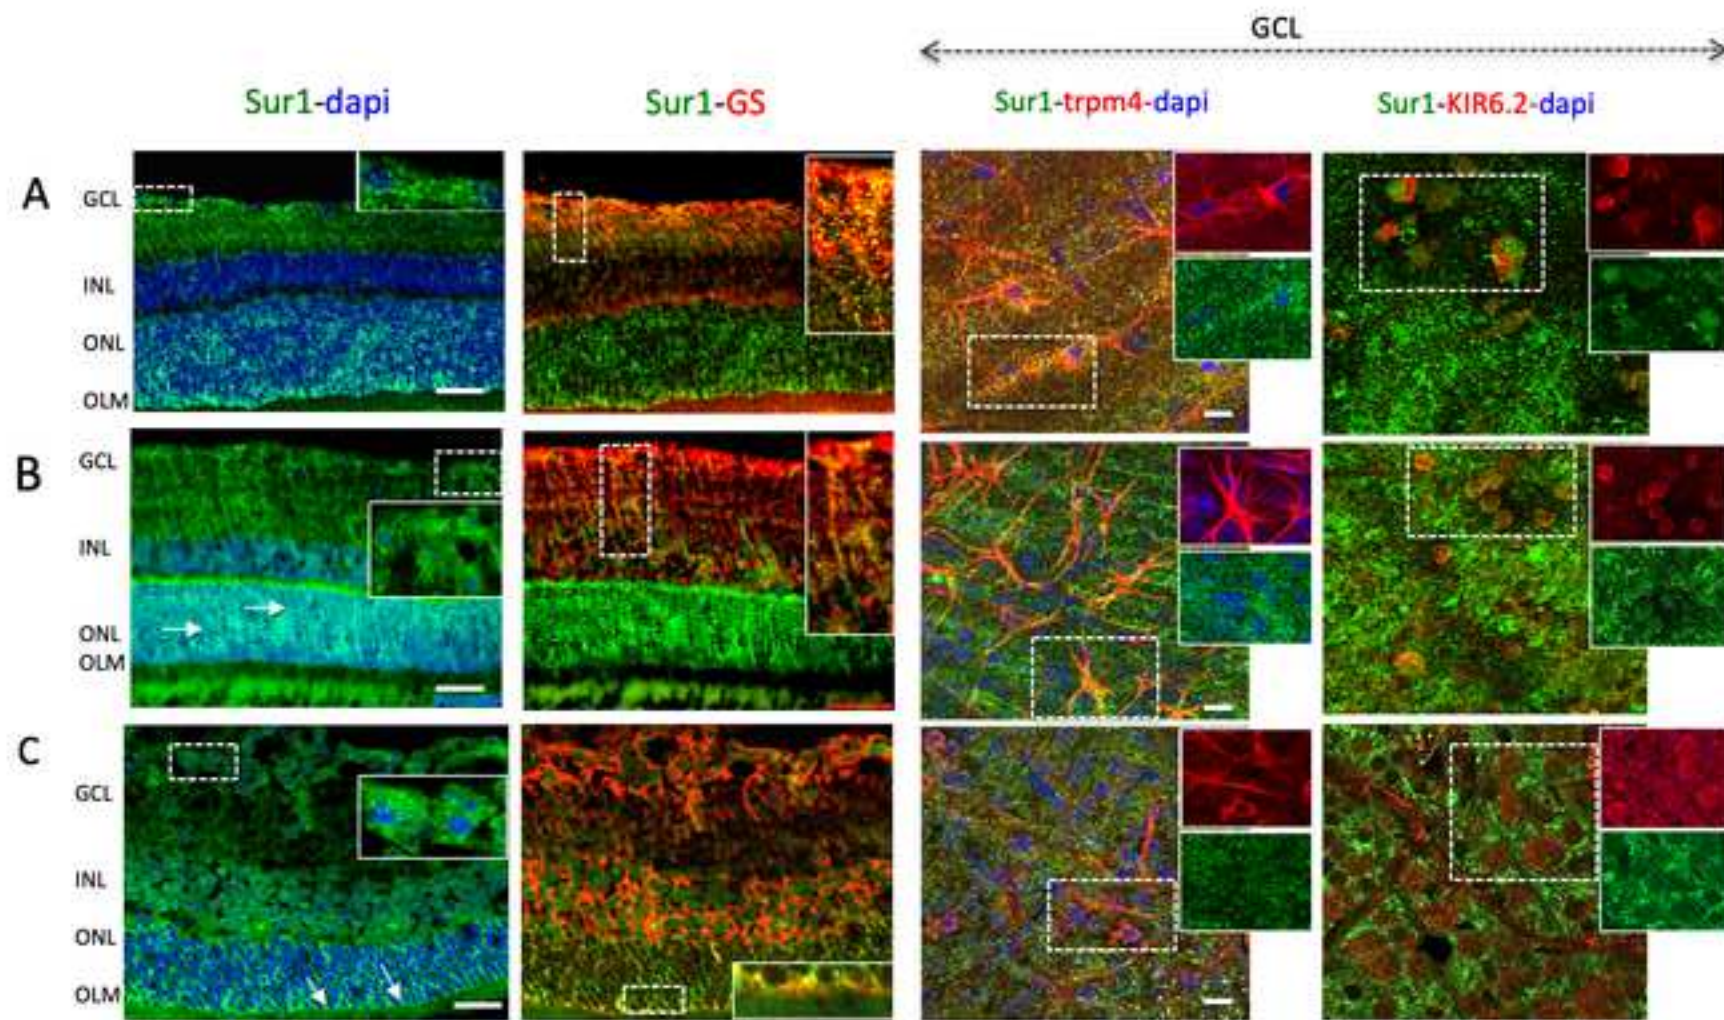 GCL
Sur1-dapi
Sur1-GS
Sur1-trpm4-dapi
Sur1-KIR6.2-dapi
A
GCL
INL
ONL
OLM
B
GCL
INL
ONL
OLM
C
GCL
INL
ONL
OLM